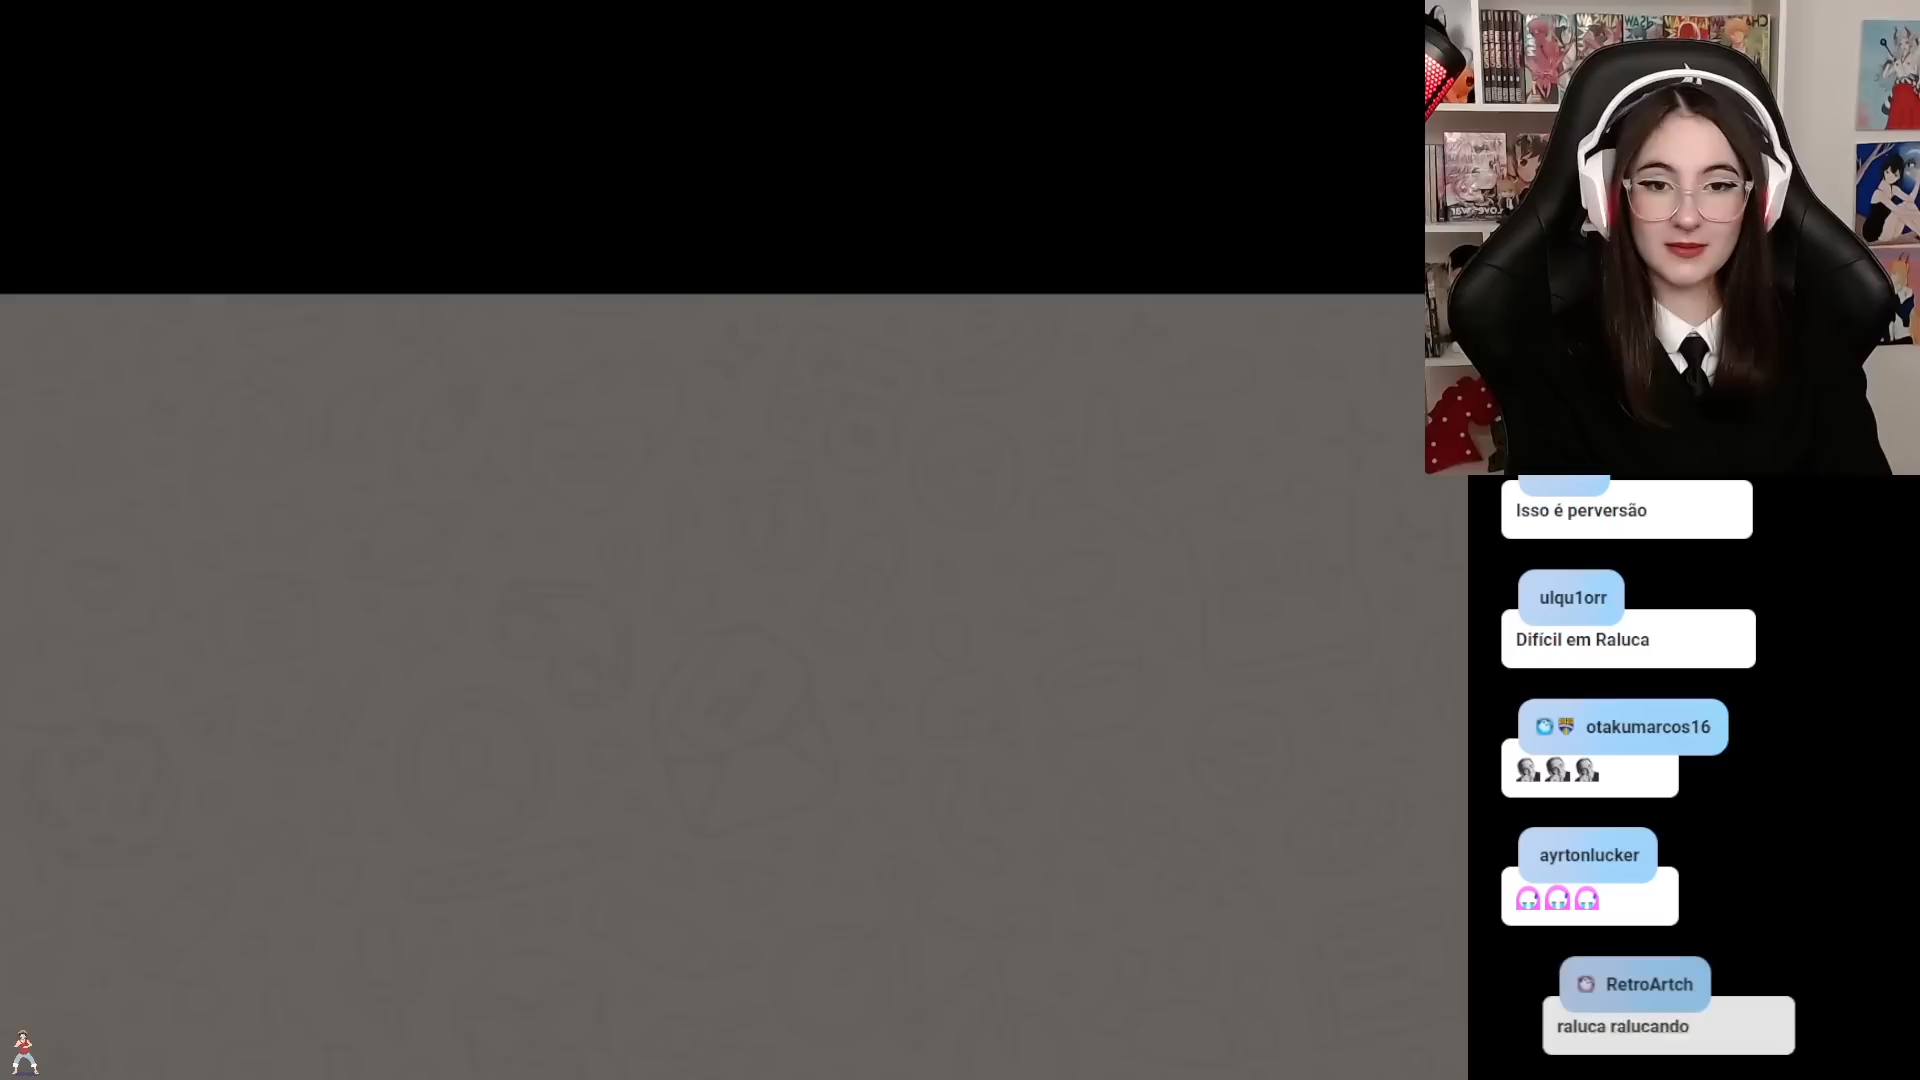 Isso é perversão
ulqu1orr
Difícil em Raluca
otakumarcos16
ayrtonlucker
RetroArtch
raluca ralucando